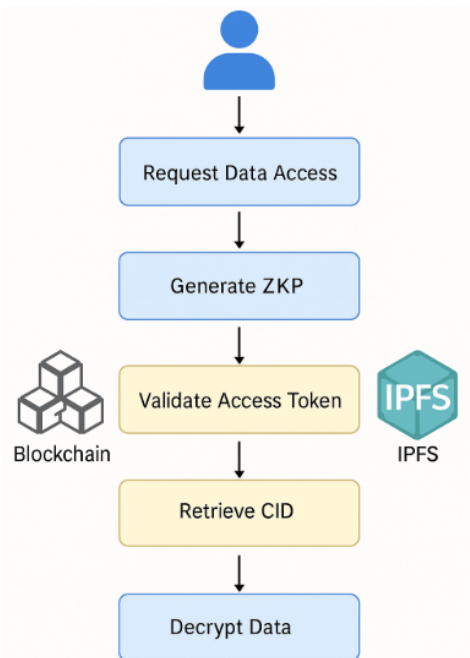 Request Data Access
Generate ZKP
Validate Access Token
Blockchain
IPFS
IPFS
Retrieve CID
Decrypt Data